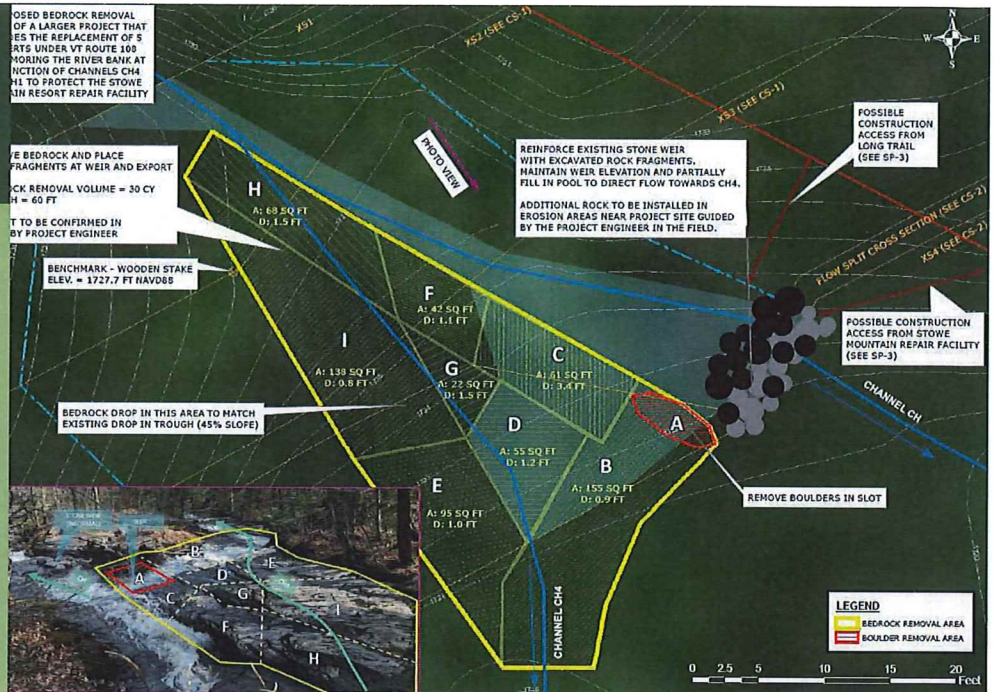 OSED BEDROCK REMOVAL
OF A LARGER PROJECT THAT
ES THE REPLACEMENT OF 5
ERTS UNDER VT ROUTE 108
MORING THE RIVER BANK AT
NCTION OF CHANNELS CH4
H1 TO PROTECT THE STOWE
AIN RESORT REPAIR FACILITY
VE BEDROCK AND PLACE
FRAGMENTS AT WEIR AND EXPORT
CK REMOVAL VOLUME = 30 CY
H = 60 FT
T TO BE CONFIRMED IN
BY PROJECT ENGINEER
BENCHMARK - WOODEN STAKE
ELEV. = 1727.7 FT NAVD88
BEDROCK DROP IN THIS AREA TO MATCH
EXISTING DROP IN TROUGH (45% SLOPE)
XS1
XS2 (SEE CS-1)
XS3 (SEE CS-1)
FLOW SPLIT CROSS SECTION (SEE CS-2)
XS4 (SEE CS-2)
N
W E
S
PHOTO VIEW
REINFORCE EXISTING STONE WEIR
WITH EXCAVATED ROCK FRAGMENTS.
MAINTAIN WEIR ELEVATION AND PARTIALLY
FILL IN POOL TO DIRECT FLOW TOWARDS CH4.
ADDITIONAL ROCK TO BE INSTALLED IN
EROSION AREAS NEAR PROJECT SITE GUIDED
BY THE PROJECT ENGINEER IN THE FIELD.
POSSIBLE
CONSTRUCTION
ACCESS FROM
LONG TRAIL
(SEE SP-3)
POSSIBLE CONSTRUCTION
ACCESS FROM STOWE
MOUNTAIN REPAIR FACILITY
(SEE SP-3)
H
A: 68 SQ FT
D: 1.5 FT
F
A: 42 SQ FT
D: 1.1 FT
I
A: 138 SQ FT
D: 0.8 FT
G
A: 22 SQ FT
D: 1.5 FT
C
A: 61 SQ FT
D: 3.4 FT
D
A: 55 SQ FT
D: 1.2 FT
A
B
A: 155 SQ FT
D: 0.9 FT
E
A: 95 SQ FT
D: 1.0 FT
REMOVE BOULDERS IN SLOT
CHANNEL CH
CHANNEL CH4
A
B
C
D
E
F
G
H
I
J
LEGEND
BEDROCK REMOVAL AREA
BOULDER REMOVAL AREA
0 2.5 5 10 15 20
Feet